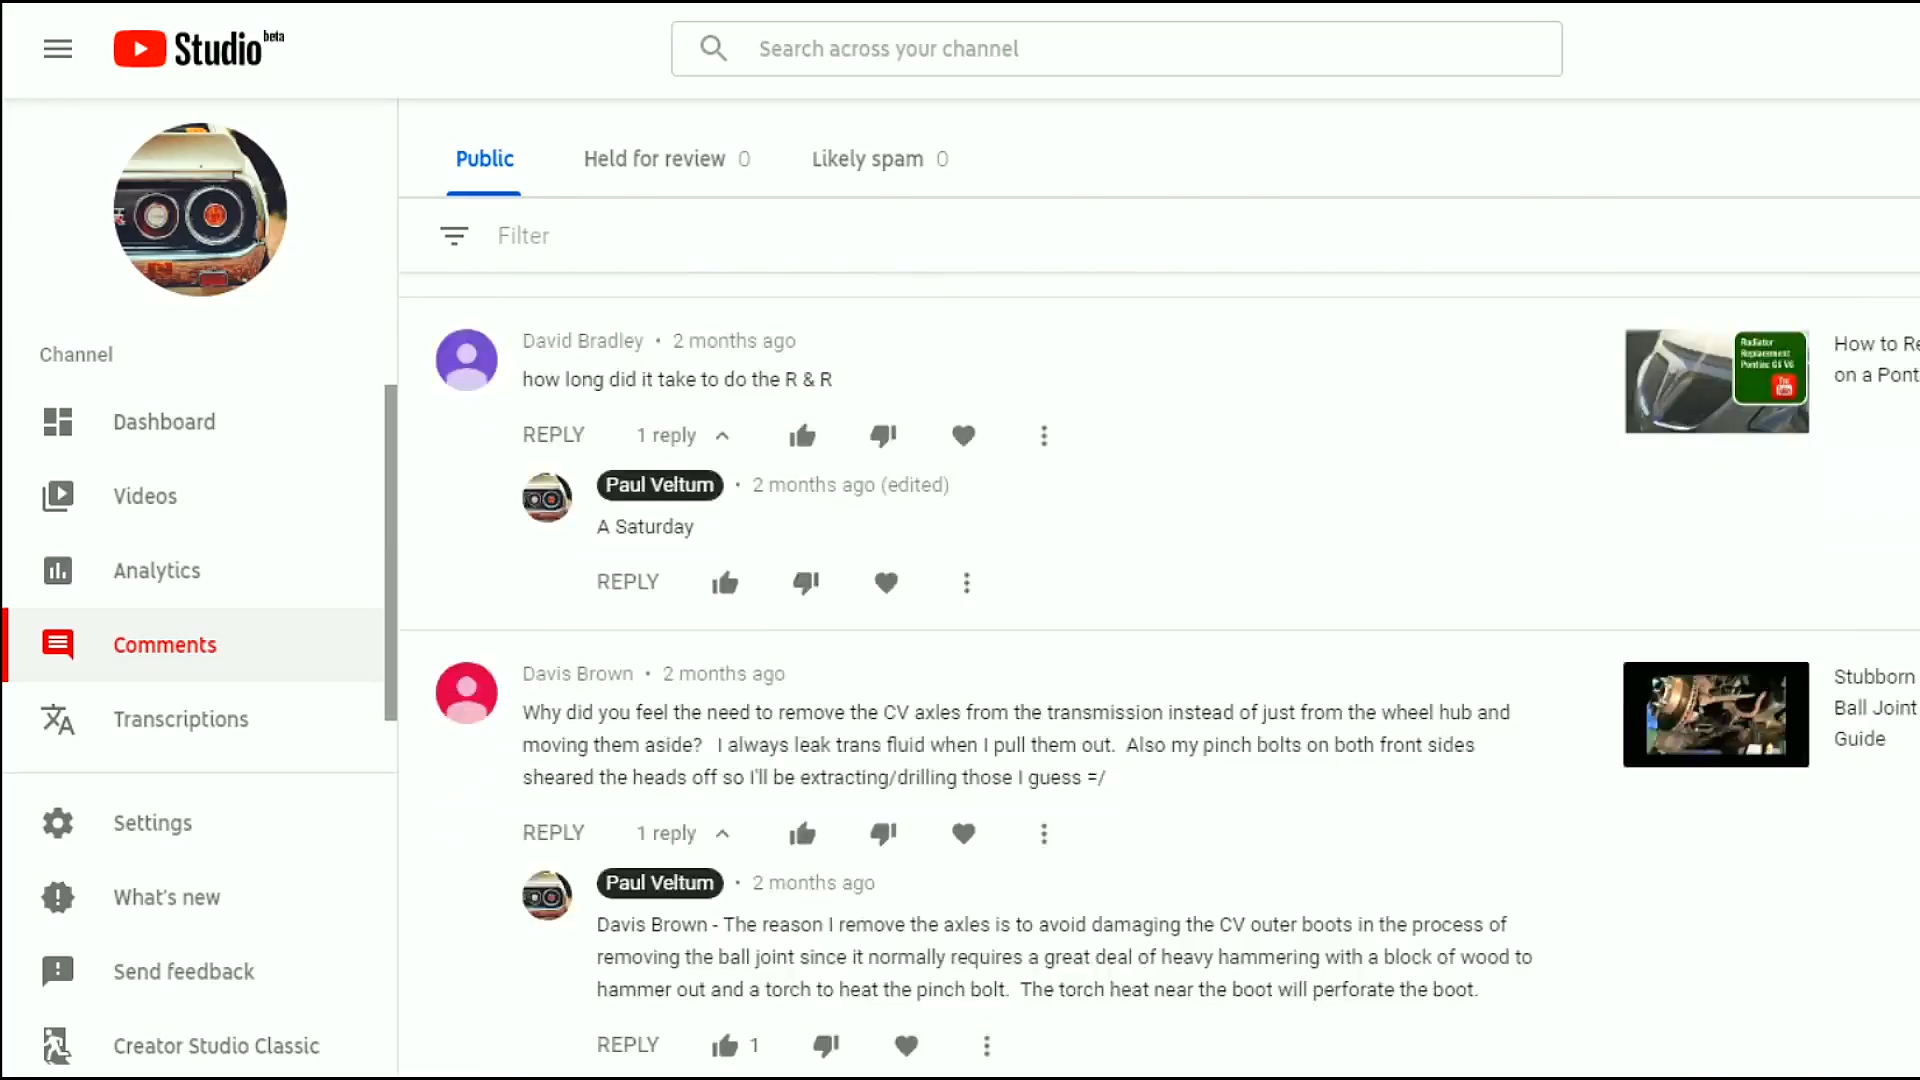 Studio beta
Search across your channel
Public
Held for review 0
Likely spam 0
Filter
Channel
Dashboard
Videos
Analytics
Comments
Transcriptions
Settings
What's new
Send feedback
Creator Studio Classic
David Bradley • 2 months ago
how long did it take to do the R & R
REPLY 1 reply
Paul Veltum • 2 months ago (edited)
A Saturday
REPLY
Radiator
Replacement
Pontiac G6 V6
You
Tube
How to Re
on a Pont
Davis Brown • 2 months ago
Why did you feel the need to remove the CV axles from the transmission instead of just from the wheel hub and
moving them aside? I always leak trans fluid when I pull them out. Also my pinch bolts on both front sides
sheared the heads off so I'll be extracting/drilling those I guess =/
REPLY 1 reply
Paul Veltum • 2 months ago
Davis Brown - The reason I remove the axles is to avoid damaging the CV outer boots in the process of
removing the ball joint since it normally requires a great deal of heavy hammering with a block of wood to
hammer out and a torch to heat the pinch bolt. The torch heat near the boot will perforate the boot.
REPLY 1
Stubborn
Ball Joint
Guide